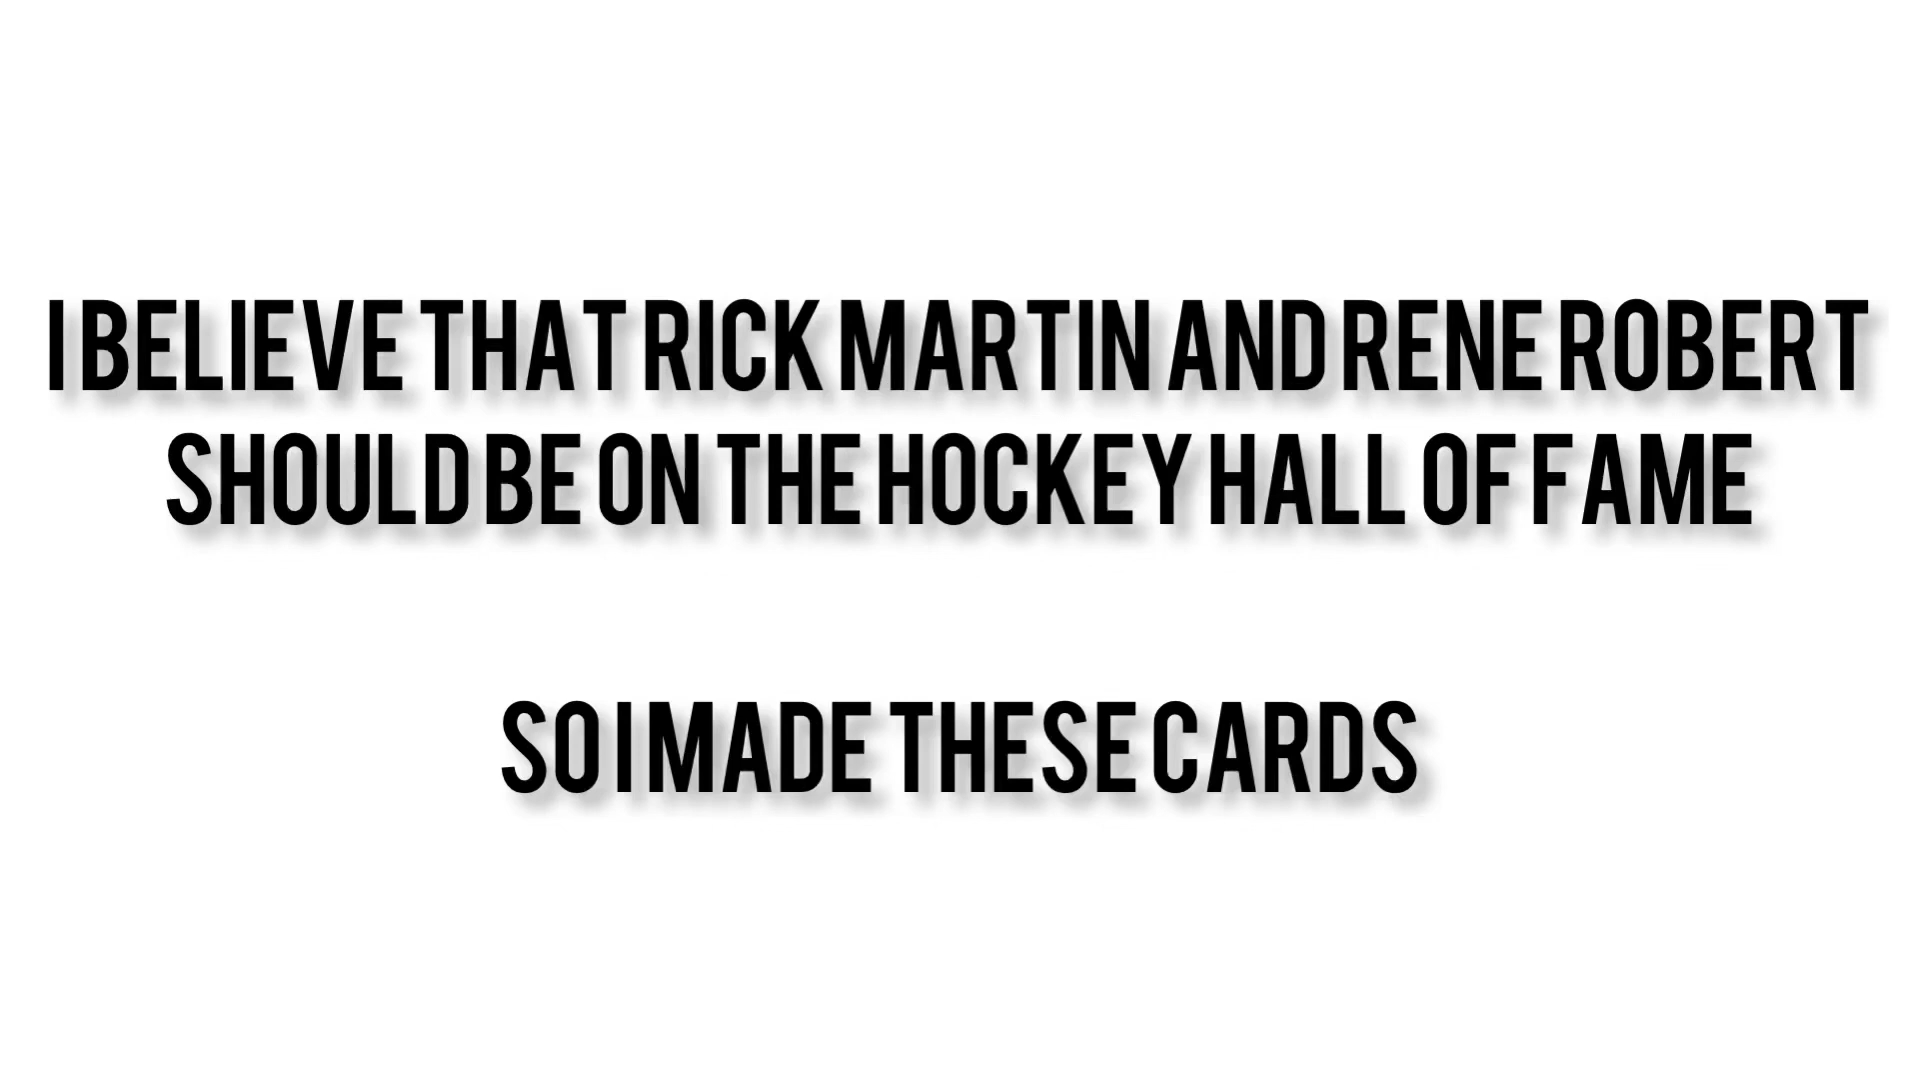 I BELIEVE THAT RICK MARTIN AND RENE ROBERT
SHOULD BE ON THE HOCKEY HALL OF FAME
SO I MADE THESE CARDS